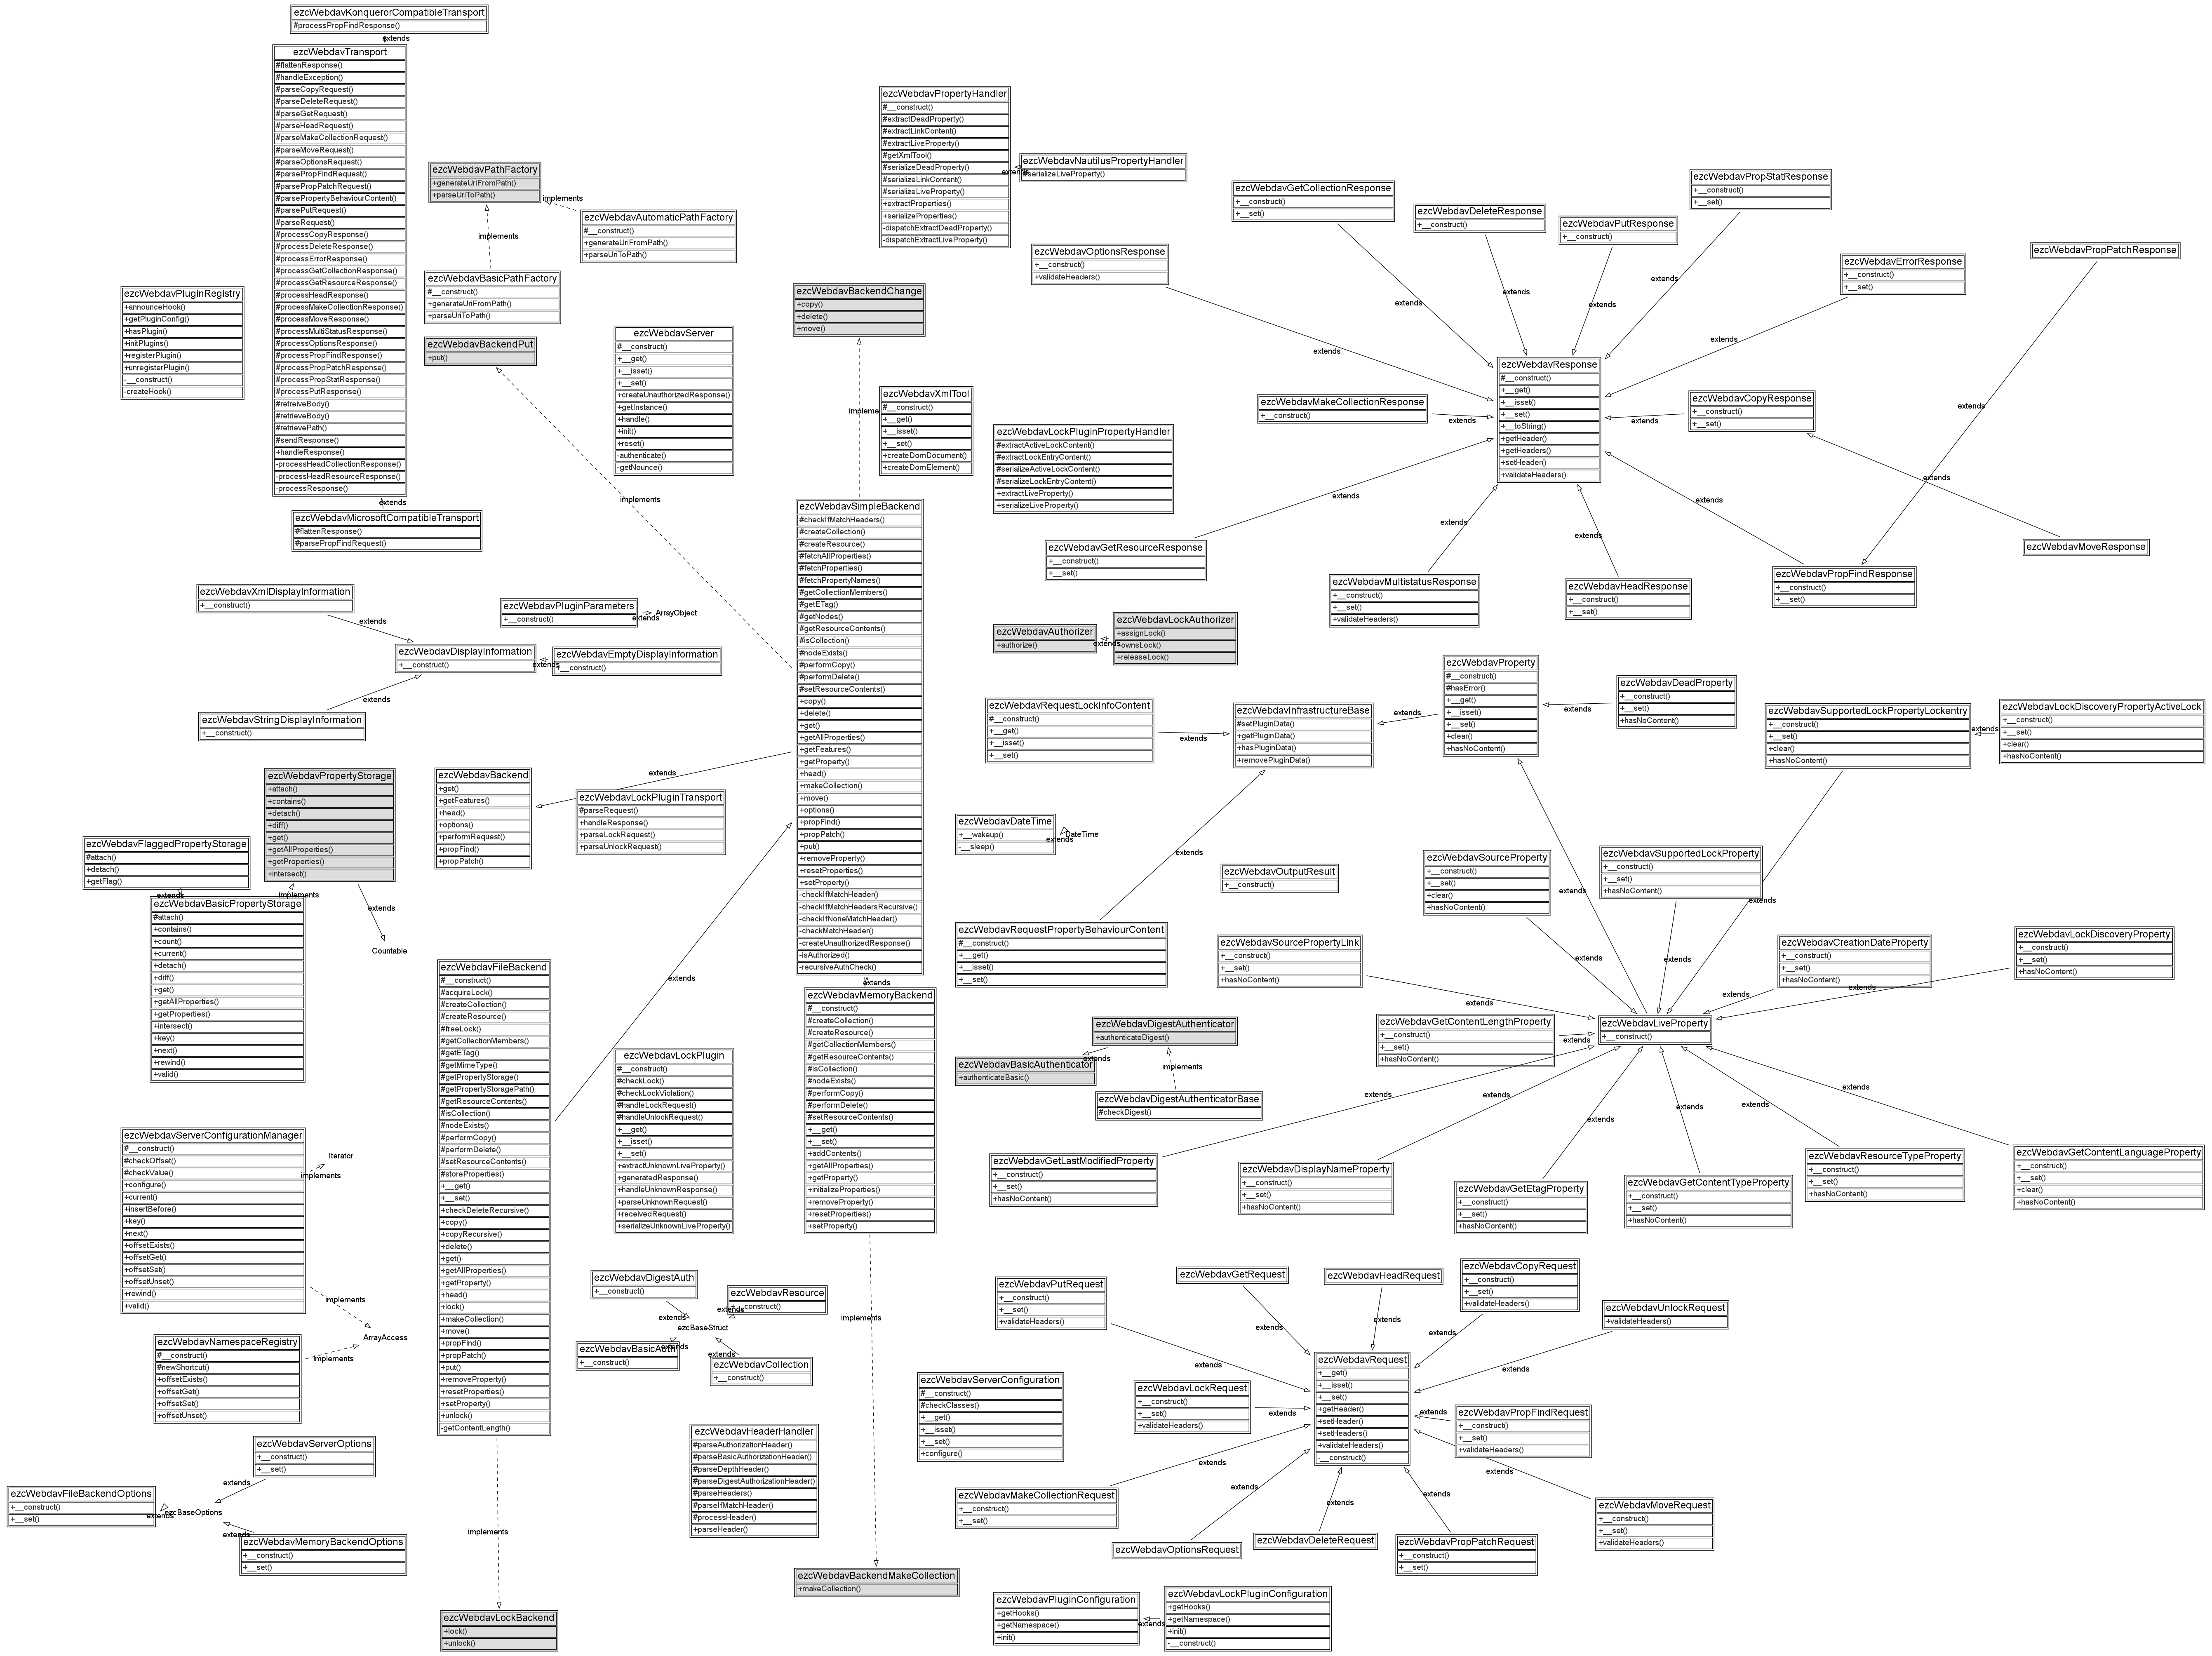 ezcWebdavKonquerorCompatibleTransport
#processPropFindResponse()
extends
ezcWebdavTransport
#flattenResponse()
#handleException()
#parseCopyRequest()
#parseDeleteRequest()
#parseGetRequest()
#parseHeadRequest()
#parseMakeCollectionRequest()
#parseMoveRequest()
#parseOptionsRequest()
#parsePropFindRequest()
#parsePropPatchRequest()
#parsePropertyBehaviourContent()
#parsePutRequest()
#parseRequest()
#processCopyResponse()
#processDeleteResponse()
#processErrorResponse()
#processGetCollectionResponse()
#processGetResourceResponse()
#processHeadResponse()
#processMakeCollectionResponse()
#processMoveResponse()
#processMultiStatusResponse()
#processOptionsResponse()
#processPropFindResponse()
#processPropPatchResponse()
#processPropStatResponse()
#processPutResponse()
#retreiveBody()
#retrieveBody()
#retrievePath()
#sendResponse()
+handleResponse()
-processHeadCollectionResponse()
-processHeadResourceResponse()
-processResponse()
extends
ezcWebdavMicrosoftCompatibleTransport
#flattenResponse()
#parsePropFindRequest()
ezcWebdavPluginRegistry
+announceHook()
+getPluginConfig()
+hasPlugin()
+initPlugins()
+registerPlugin()
+unregisterPlugin()
-__construct()
-createHook()
ezcWebdavPathFactory
+generateUriFromPath()
+parseUriToPath()
implements
implements
ezcWebdavAutomaticPathFactory
#__construct()
+generateUriFromPath()
+parseUriToPath()
ezcWebdavBasicPathFactory
#__construct()
+generateUriFromPath()
+parseUriToPath()
ezcWebdavBackendPut
+put()
implements
ezcWebdavServer
#__construct()
+__get()
+__isset()
+__set()
+createUnauthorizedResponse()
+getInstance()
+handle()
+init()
+reset()
-authenticate()
-getNounce()
ezcWebdavPropertyHandler
#__construct()
#extractDeadProperty()
#extractLinkContent()
#extractLiveProperty()
#getXmlTool()
#serializeDeadProperty()
#serializeLinkContent()
#serializeLiveProperty()
+extractProperties()
+serializeProperties()
-dispatchExtractDeadProperty()
-dispatchExtractLiveProperty()
extends
ezcWebdavNautilusPropertyHandler
#serializeLiveProperty()
ezcWebdavBackendChange
+copy()
+delete()
+move()
impleme
ezcWebdavXmlTool
#__construct()
+__get()
+__isset()
+__set()
+createDomDocument()
+createDomElement()
ezcWebdavLockPluginPropertyHandler
#extractActiveLockContent()
#extractLockEntryContent()
#serializeActiveLockContent()
#serializeLockEntryContent()
+extractLiveProperty()
+serializeLiveProperty()
ezcWebdavSimpleBackend
#checkIfMatchHeaders()
#createCollection()
#createResource()
#fetchAllProperties()
#fetchProperties()
#fetchPropertyNames()
#getCollectionMembers()
#getETag()
#getNodes()
#getResourceContents()
#isCollection()
#nodeExists()
#performCopy()
#performDelete()
#setResourceContents()
+copy()
+delete()
+get()
+getAllProperties()
+getFeatures()
+getProperty()
+head()
+makeCollection()
+move()
+options()
+propFind()
+propPatch()
+put()
+removeProperty()
+resetProperties()
+setProperty()
-checkIfMatchHeader()
-checkIfMatchHeadersRecursive()
-checkIfNoneMatchHeader()
-checkMatchHeader()
-createUnauthorizedResponse()
-isAuthorized()
-recursiveAuthCheck()
extends
ezcWebdavMemoryBackend
#__construct()
#createCollection()
#createResource()
#getCollectionMembers()
#getResourceContents()
#isCollection()
#nodeExists()
#performCopy()
#performDelete()
#setResourceContents()
+__get()
+__set()
+addContents()
+getAllProperties()
+getProperty()
+initializeProperties()
+removeProperty()
+resetProperties()
+setProperty()
implements
ezcWebdavBackendMakeCollection
+makeCollection()
ezcWebdavXmlDisplayInformation
+__construct()
extends
ezcWebdavDisplayInformation
+__construct()
extends
ezcWebdavEmptyDisplayInformation
+__construct()
extends
ezcWebdavStringDisplayInformation
+__construct()
ezcWebdavPluginParameters
+__construct()
extends
ArrayObject
ezcWebdavPropertyStorage
+attach()
+contains()
+detach()
+diff()
+get()
+getAllProperties()
+getProperties()
+intersect()
extends
Countable
ezcWebdavFlaggedPropertyStorage
#attach()
+detach()
+getFlag()
extends
implements
ezcWebdavBasicPropertyStorage
#attach()
+contains()
+count()
+current()
+detach()
+diff()
+get()
+getAllProperties()
+getProperties()
+intersect()
+key()
+next()
+rewind()
+valid()
ezcWebdavBackend
+get()
+getFeatures()
+head()
+options()
+performRequest()
+propFind()
+propPatch()
extends
ezcWebdavLockPluginTransport
#parseRequest()
+handleResponse()
+parseLockRequest()
+parseUnlockRequest()
extends
ezcWebdavFileBackend
#__construct()
#acquireLock()
#createCollection()
#createResource()
#freeLock()
#getCollectionMembers()
#getETag()
#getMimeType()
#getPropertyStorage()
#getPropertyStoragePath()
#getResourceContents()
#isCollection()
#nodeExists()
#performCopy()
#performDelete()
#setResourceContents()
#storeProperties()
+__get()
+__set()
+checkDeleteRecursive()
+copy()
+copyRecursive()
+delete()
+get()
+getAllProperties()
+getProperty()
+head()
+lock()
+makeCollection()
+move()
+propFind()
+propPatch()
+put()
+removeProperty()
+resetProperties()
+setProperty()
+unlock()
-getContentLength()
implements
ezcWebdavLockBackend
+lock()
+unlock()
ezcWebdavLockPlugin
#__construct()
#checkLock()
#checkLockViolation()
#handleLockRequest()
#handleUnlockRequest()
+__get()
+__isset()
+__set()
+extractUnknownLiveProperty()
+generatedResponse()
+handleUnknownResponse()
+parseUnknownRequest()
+receivedRequest()
+serializeUnknownLiveProperty()
ezcWebdavServerConfigurationManager
#__construct()
#checkOffset()
#checkValue()
+configure()
+current()
+insertBefore()
+key()
+next()
+offsetExists()
+offsetGet()
+offsetSet()
+offsetUnset()
+rewind()
+valid()
Iterator
implements
implements
ArrayAccess
implements
ezcWebdavNamespaceRegistry
#__construct()
#newShortcut()
+offsetExists()
+offsetGet()
+offsetSet()
+offsetUnset()
ezcWebdavServerOptions
+__construct()
+__set()
extends
ezcWebdavFileBackendOptions
+__construct()
+__set()
extends
ezcBaseOptions
extends
ezcWebdavMemoryBackendOptions
+__construct()
+__set()
ezcWebdavDigestAuth
+__construct()
extends
ezcWebdavResource
+__construct()
extends
ezcBaseStruct
ezcWebdavBasicAuth
+__construct()
extends
extends
ezcWebdavCollection
+__construct()
ezcWebdavHeaderHandler
#parseAuthorizationHeader()
#parseBasicAuthorizationHeader()
#parseDepthHeader()
#parseDigestAuthorizationHeader()
#parseHeaders()
#parseIfMatchHeader()
#processHeader()
+parseHeader()
ezcWebdavGetCollectionResponse
+__construct()
+__set()
extends
ezcWebdavDeleteResponse
+__construct()
extends
ezcWebdavPutResponse
+__construct()
extends
ezcWebdavPropStatResponse
+__construct()
+__set()
extends
ezcWebdavOptionsResponse
+__construct()
+validateHeaders()
extends
ezcWebdavErrorResponse
+__construct()
+__set()
extends
ezcWebdavPropPatchResponse
extends
ezcWebdavResponse
#__construct()
+__get()
+__isset()
+__set()
+__toString()
+getHeader()
+getHeaders()
+setHeader()
+validateHeaders()
ezcWebdavMakeCollectionResponse
+__construct()
extends
ezcWebdavCopyResponse
+__construct()
+__set()
extends
extends
ezcWebdavMoveResponse
ezcWebdavGetResourceResponse
+__construct()
+__set()
extends
ezcWebdavMultistatusResponse
+__construct()
+__set()
+validateHeaders()
extends
ezcWebdavHeadResponse
+__construct()
+__set()
extends
ezcWebdavPropFindResponse
+__construct()
+__set()
extends
ezcWebdavAuthorizer
+authorize()
extends
ezcWebdavLockAuthorizer
+assignLock()
+ownsLock()
+releaseLock()
ezcWebdavRequestLockInfoContent
#__construct()
+__get()
+__isset()
+__set()
extends
ezcWebdavInfrastructureBase
#setPluginData()
+getPluginData()
+hasPluginData()
+removePluginData()
extends
ezcWebdavProperty
#__construct()
#hasError()
+__get()
+__isset()
+__set()
+clear()
+hasNoContent()
extends
ezcWebdavDeadProperty
+__construct()
+__set()
+hasNoContent()
ezcWebdavSupportedLockPropertyLockentry
+__construct()
+__set()
+clear()
+hasNoContent()
extends
ezcWebdavLockDiscoveryPropertyActiveLock
+__construct()
+__set()
+clear()
+hasNoContent()
ezcWebdavDateTime
+__wakeup()
-__sleep()
extends
DateTime
extends
ezcWebdavOutputResult
+__construct()
ezcWebdavRequestPropertyBehaviourContent
#__construct()
+__get()
+__isset()
+__set()
ezcWebdavSourceProperty
+__construct()
+__set()
+clear()
+hasNoContent()
extends
extends
ezcWebdavSupportedLockProperty
+__construct()
+__set()
+hasNoContent()
extends
extends
ezcWebdavSourcePropertyLink
+__construct()
+__set()
+hasNoContent()
extends
ezcWebdavCreationDateProperty
+__construct()
+__set()
+hasNoContent()
extends
ezcWebdavLockDiscoveryProperty
+__construct()
+__set()
+hasNoContent()
extends
ezcWebdavGetContentLengthProperty
+__construct()
+__set()
+hasNoContent()
extends
ezcWebdavLiveProperty
+__construct()
extends
extends
extends
extends
extends
extends
ezcWebdavGetLastModifiedProperty
+__construct()
+__set()
+hasNoContent()
ezcWebdavDisplayNameProperty
+__construct()
+__set()
+hasNoContent()
ezcWebdavGetEtagProperty
+__construct()
+__set()
+hasNoContent()
ezcWebdavGetContentTypeProperty
+__construct()
+__set()
+hasNoContent()
ezcWebdavResourceTypeProperty
+__construct()
+__set()
+hasNoContent()
ezcWebdavGetContentLanguageProperty
+__construct()
+__set()
+clear()
+hasNoContent()
ezcWebdavDigestAuthenticator
+authenticateDigest()
extends
ezcWebdavBasicAuthenticator
+authenticateBasic()
implements
ezcWebdavDigestAuthenticatorBase
#checkDigest()
ezcWebdavPutRequest
+__construct()
+__set()
+validateHeaders()
extends
ezcWebdavGetRequest
extends
ezcWebdavHeadRequest
extends
ezcWebdavCopyRequest
+__construct()
+__set()
+validateHeaders()
extends
ezcWebdavUnlockRequest
+validateHeaders()
extends
ezcWebdavRequest
+__get()
+__isset()
+__set()
+getHeader()
+setHeader()
+setHeaders()
+validateHeaders()
-__construct()
ezcWebdavLockRequest
+__construct()
+__set()
+validateHeaders()
extends
ezcWebdavPropFindRequest
+__construct()
+__set()
+validateHeaders()
extends
ezcWebdavServerConfiguration
#__construct()
#checkClasses()
+__get()
+__isset()
+__set()
+configure()
ezcWebdavMakeCollectionRequest
+__construct()
+__set()
extends
ezcWebdavOptionsRequest
extends
ezcWebdavDeleteRequest
extends
ezcWebdavPropPatchRequest
+__construct()
+__set()
extends
ezcWebdavMoveRequest
+__construct()
+__set()
+validateHeaders()
extends
ezcWebdavPluginConfiguration
+getHooks()
+getNamespace()
+init()
extends
ezcWebdavLockPluginConfiguration
+getHooks()
+getNamespace()
+init()
-__construct()